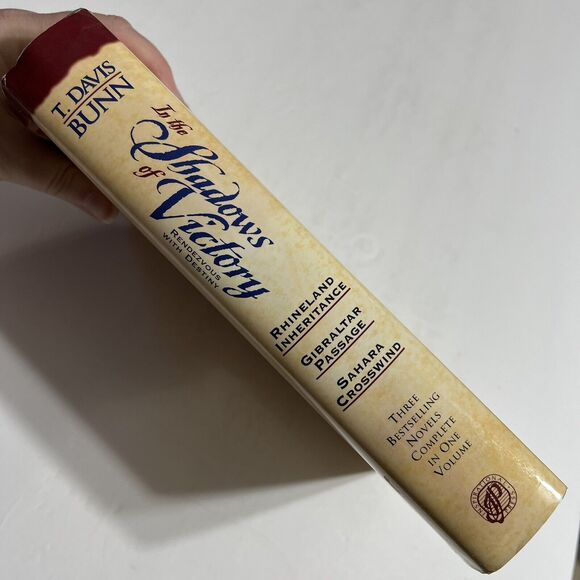 T. DAVIS
BUNN
In the
Shadows
of
Victory
RENDEZVOUS
WITH DESTINY
RHINELAND
INHERITANCE
GIBRALTAR
PASSAGE
SAHARA
CROSSWIND
THREE
BESTSELLING
NOVELS
COMPLETE
IN ONE
VOLUME
INSPIRATIONAL